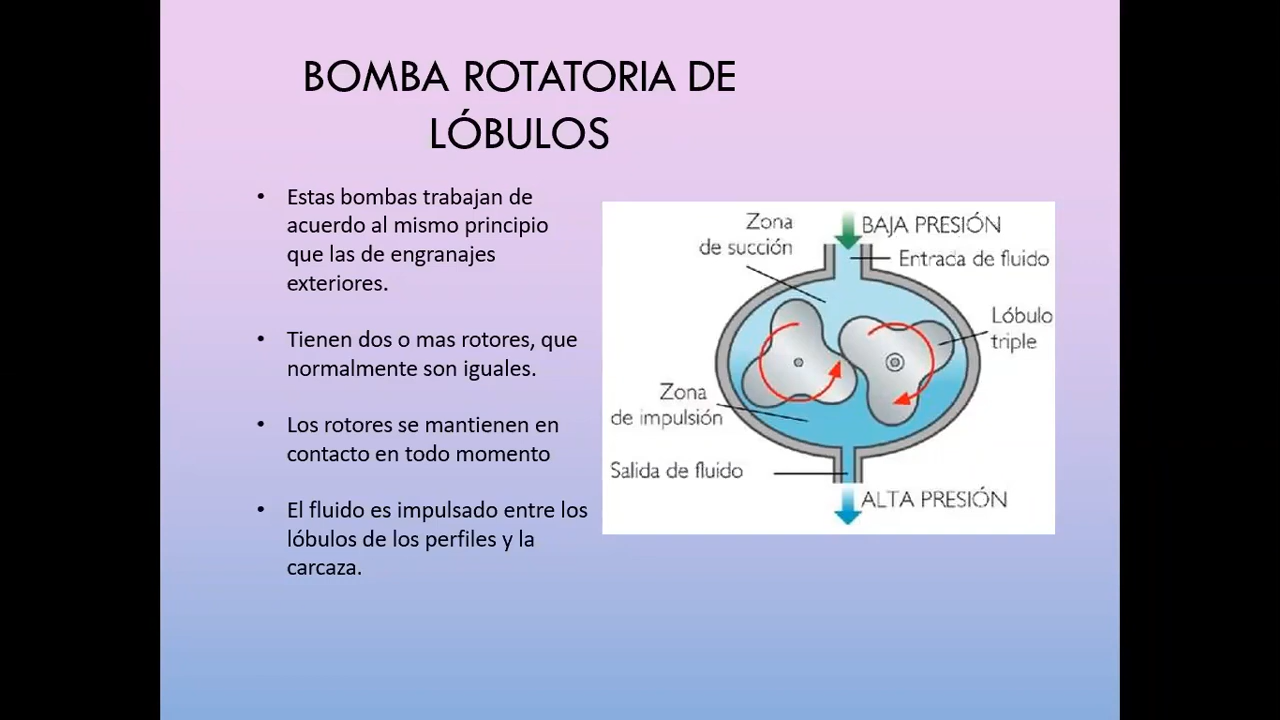 BOMBA ROTATORIA DE
LÓBULOS
• Estas bombas trabajan de
acuerdo al mismo principio
que las de engranajes
exteriores.
• Tienen dos o mas rotores, que
normalmente son iguales.
• Los rotores se mantienen en
contacto en todo momento
• El fluido es impulsado entre los
lóbulos de los perfiles y la
carcaza.
Zona
de succión
BAJA PRESIÓN
Entrada de fluido
Lóbulo
triple
Zona
de impulsión
Salida de fluido
ALTA PRESIÓN